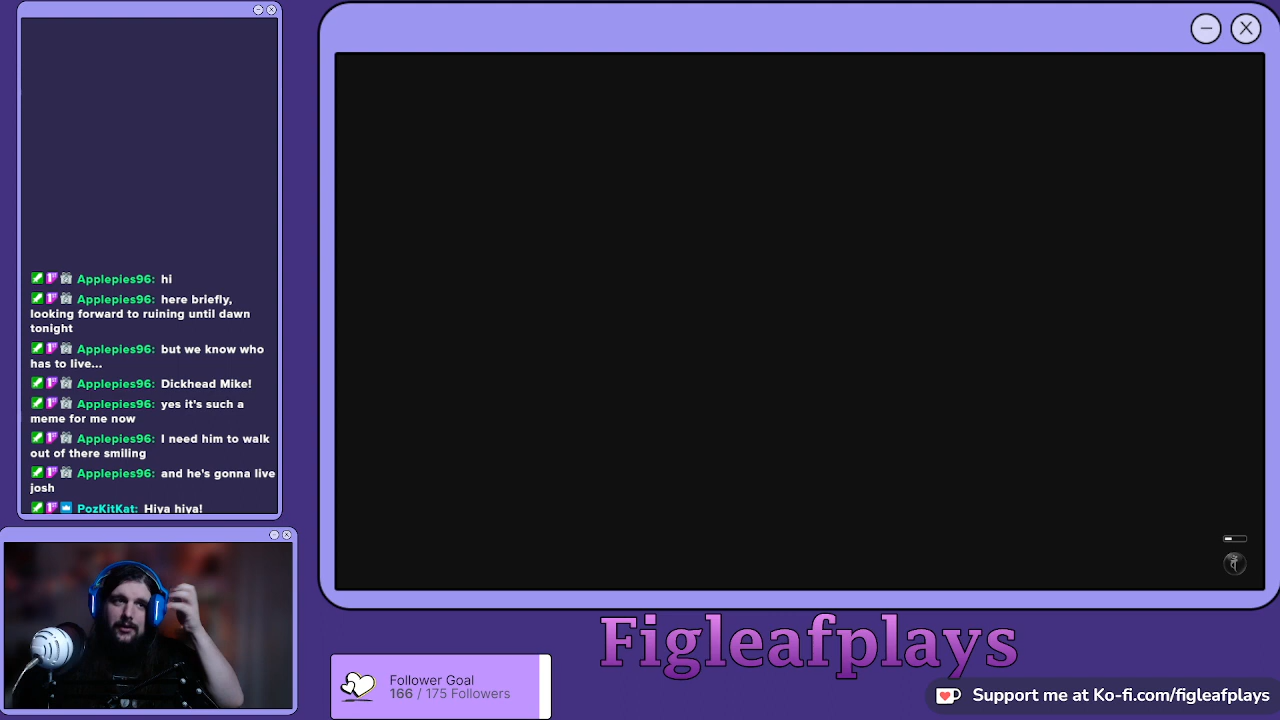 Applepies96: hi
Applepies96: here briefly,
looking forward to ruining until dawn
tonight
Applepies96: but we know who
has to live...
Applepies96: Dickhead Mike!
Applepies96: yes it's such a
meme for me now
Applepies96: I need him to walk
out of there smiling
Applepies96: and he's gonna live
josh
PozKitKat: Hiya hiya!
Figleafplays
Follower Goal
166 / 175 Followers
Support me at Ko-fi.com/figleafplays